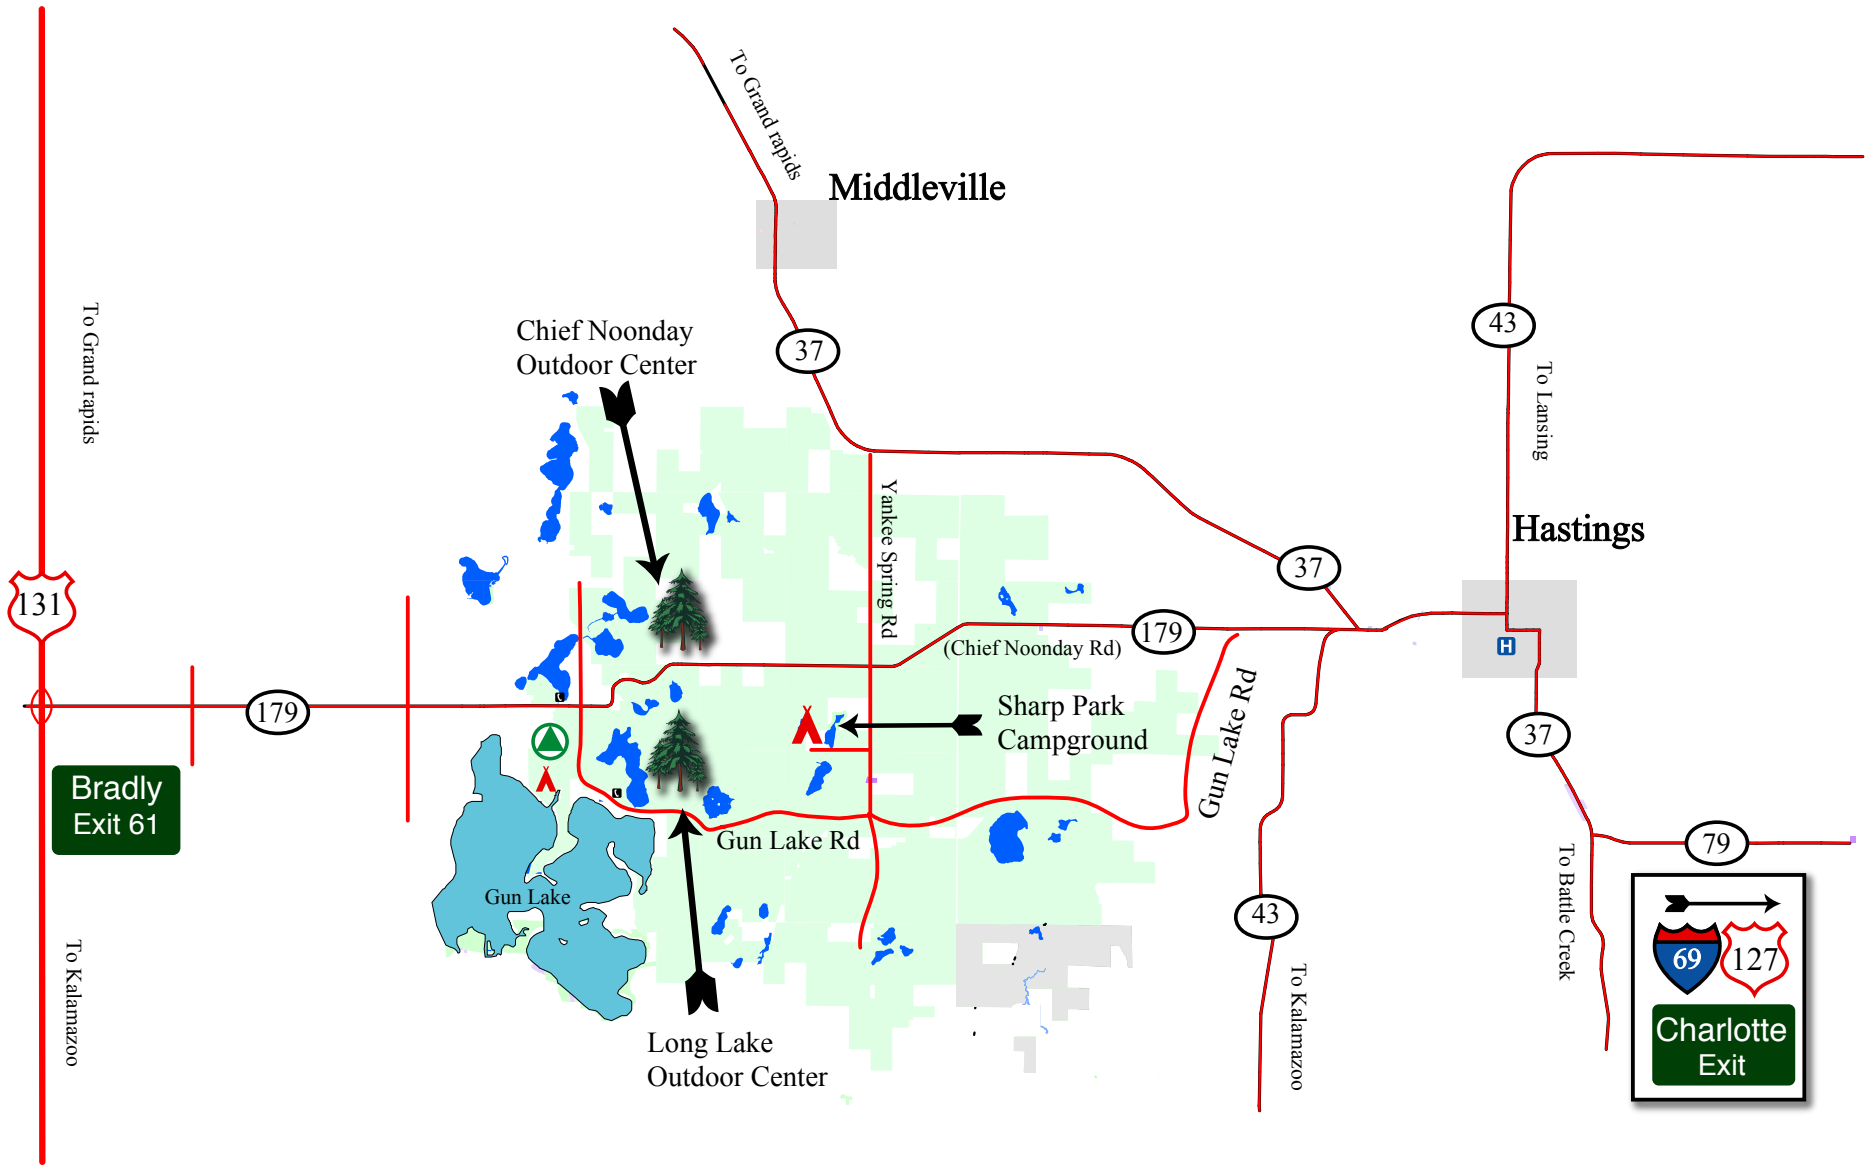 To Grand rapids
Middleville
To Grand rapids
Chief Noonday
Outdoor Center
37
43
To Lansing
Yankee Spring Rd
Hastings
37
131
179
(Chief Noonday Rd)
H
179
Sharp Park
Campground
Gun Lake Rd
37
Bradly
Exit 61
Gun Lake Rd
79
Gun Lake
43
To Battle Creek
To Kalamazoo
To Kalamazoo
69
127
Long Lake
Outdoor Center
Charlotte
Exit